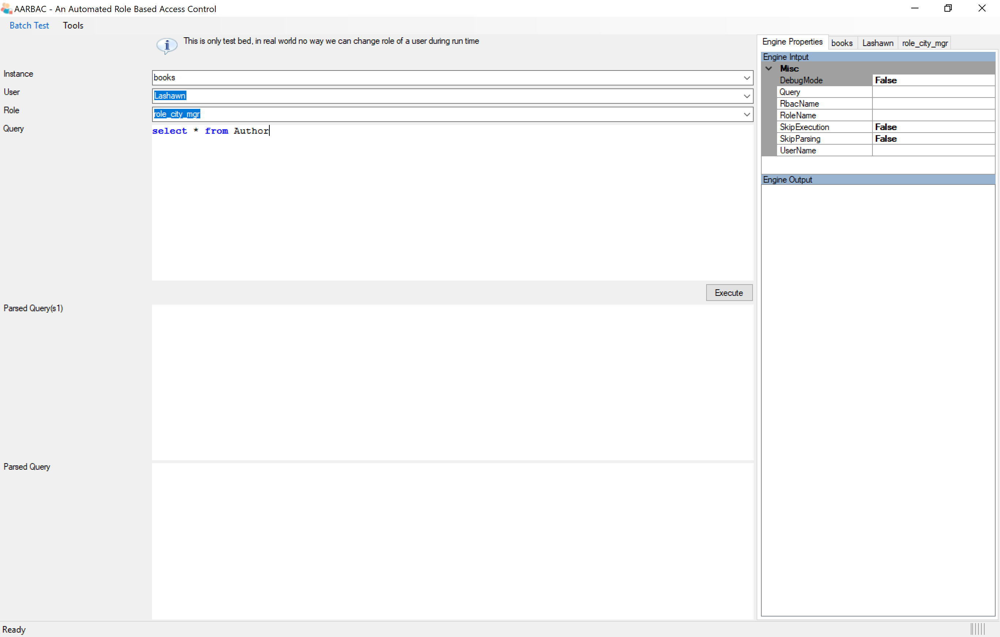 AARBAC - An Automated Role Based Access Control
Batch Test Tools
This is only test bed, in real world no way we can change role of a user during run time
Instance
books
User
Lashawn
Role
role_city_mgr
Query
select * from Author
Execute
Parsed Query(s1)
Parsed Query
Engine Properties books Lashawn role_city_mgr
Engine Intput
Misc
DebugMode False
Query
RbacName
RoleName
SkipExecution False
SkipParsing False
UserName
Engine Output
Ready